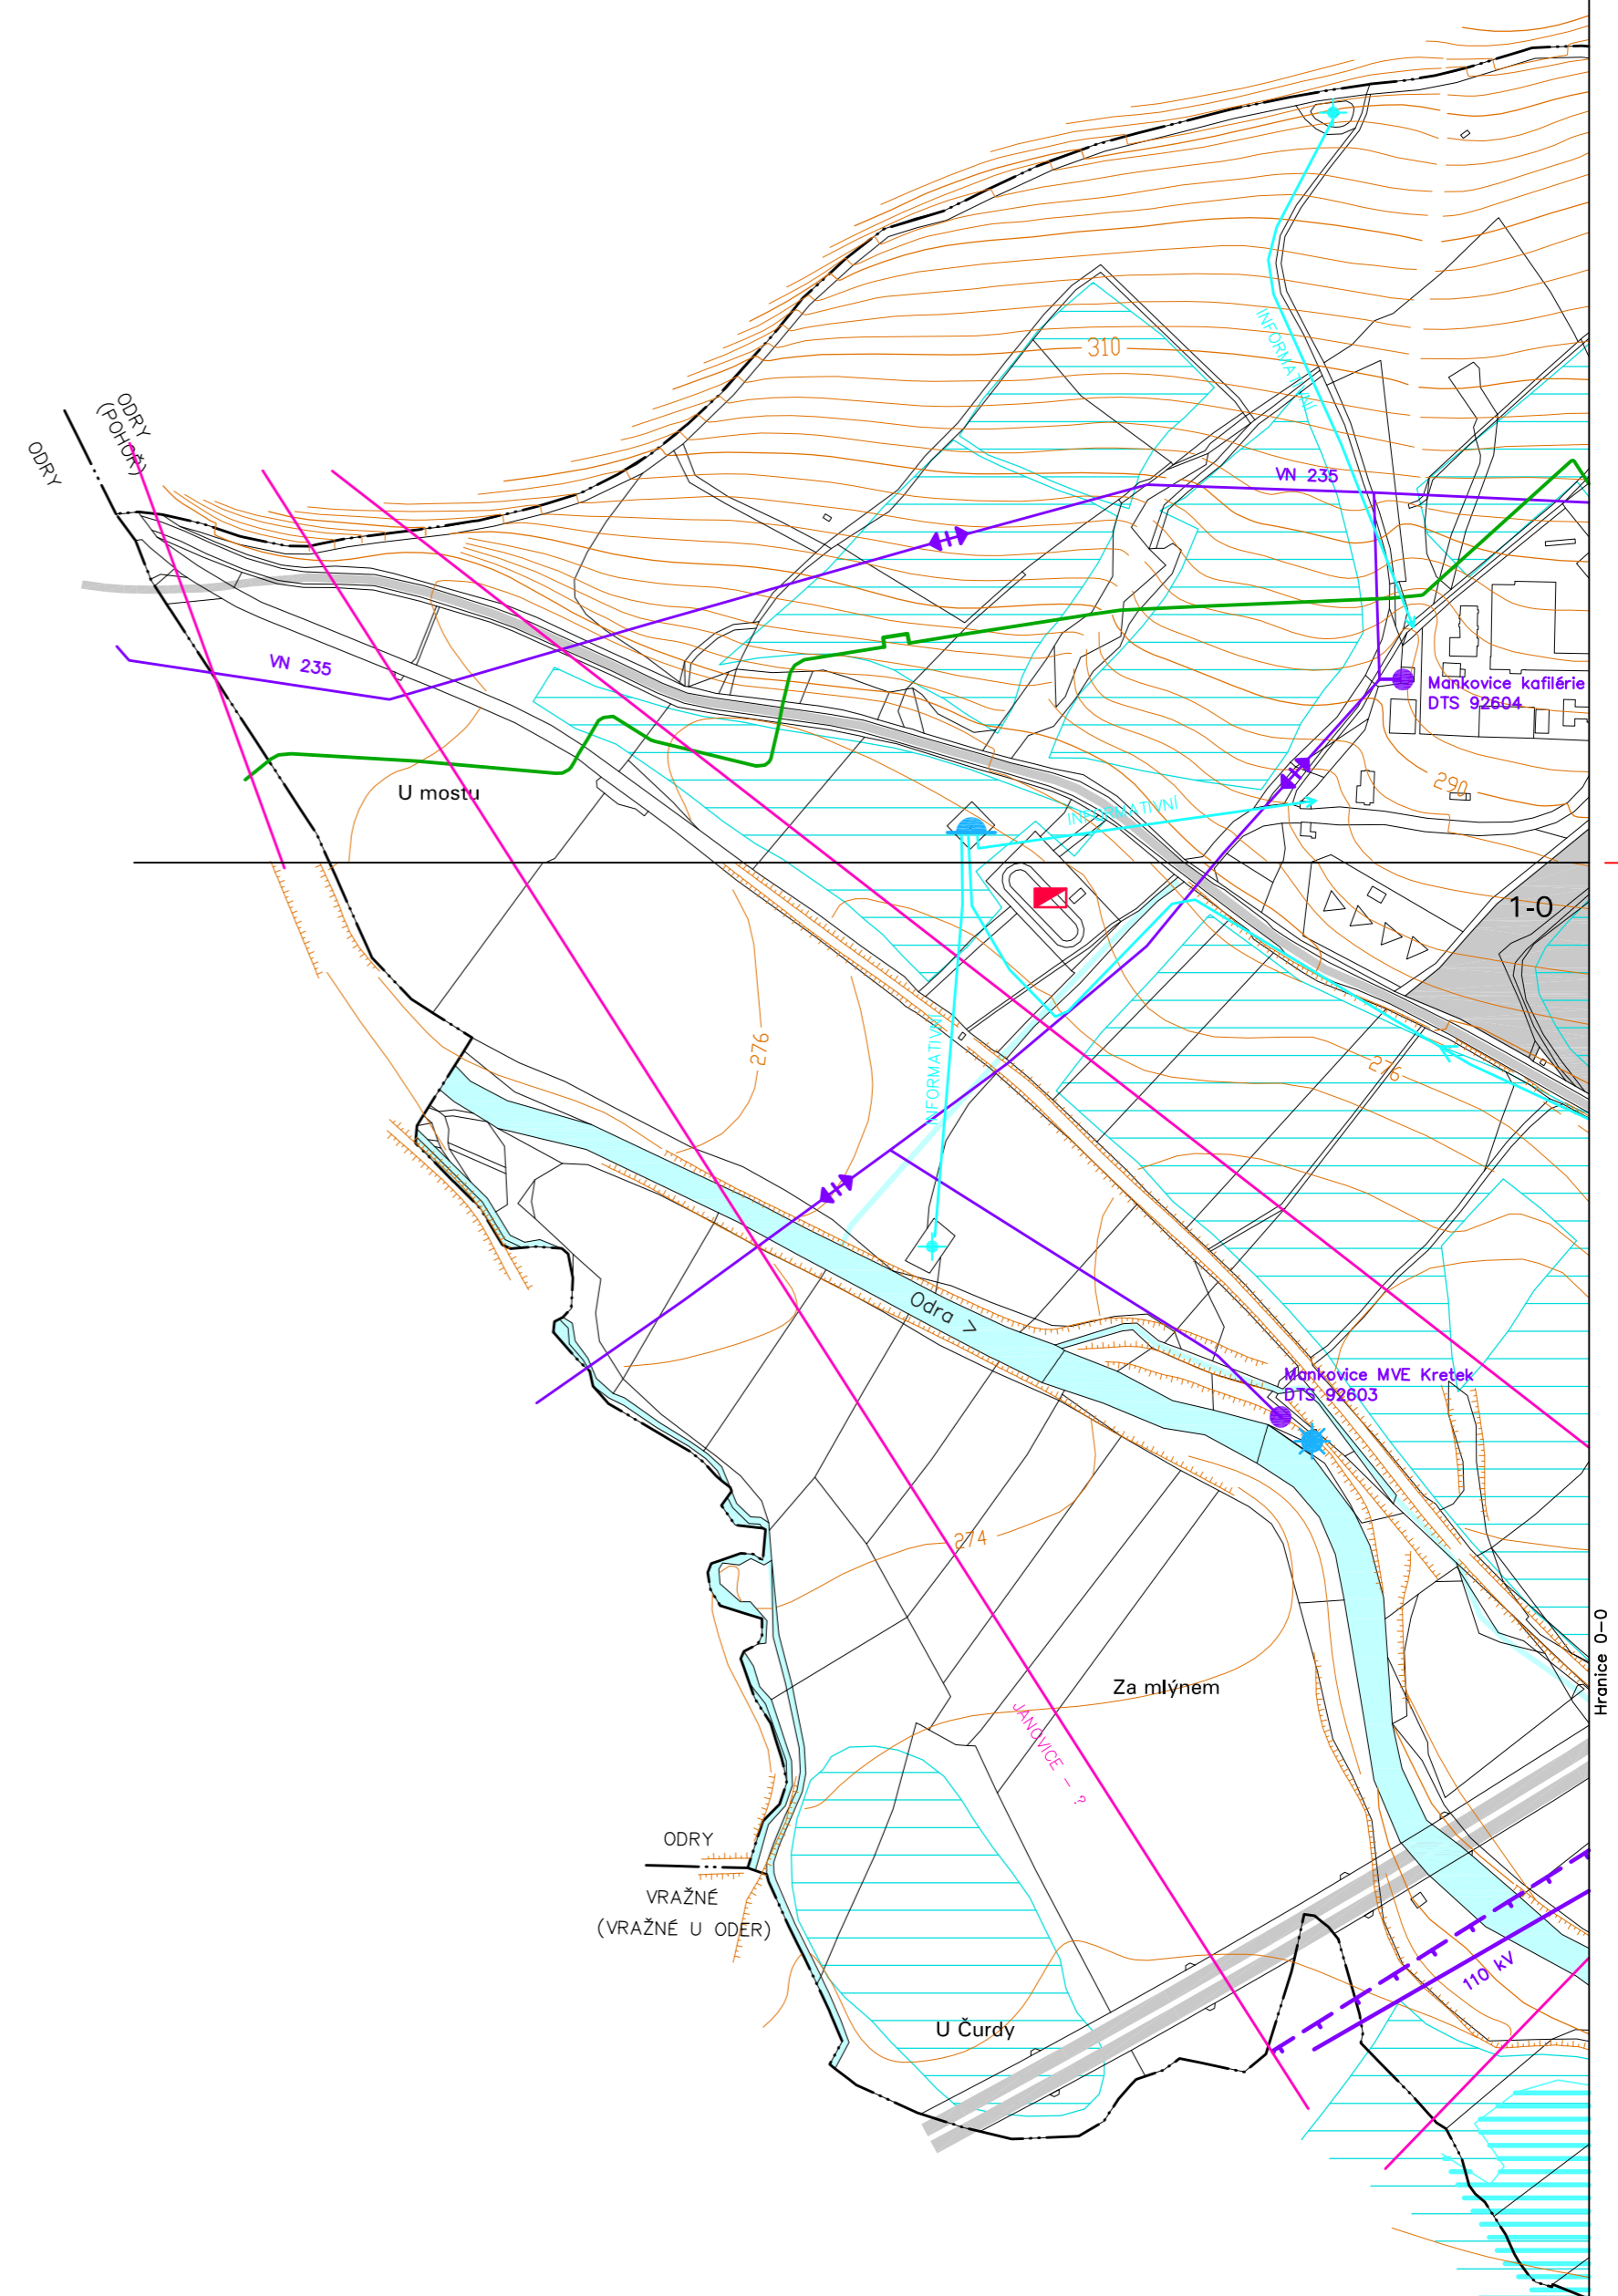 310
INFORMATIVNÍ
ODRY
(POHOŘ)
ODRY
VN 235
VN 235
Mankovice kafilérie
DTS 92604
U mostu
290
INFORMATIVNÍ
1-0
276
INFORMATIVNÍ
276
Odra >
Mankovice MVE Kretek
DTS 92603
274
Hranice 0-0
Za mlýnem
JANOVICE - ?
ODRY
VRAŽNÉ
(VRAŽNÉ U ODER)
110 kV
U Čurdy